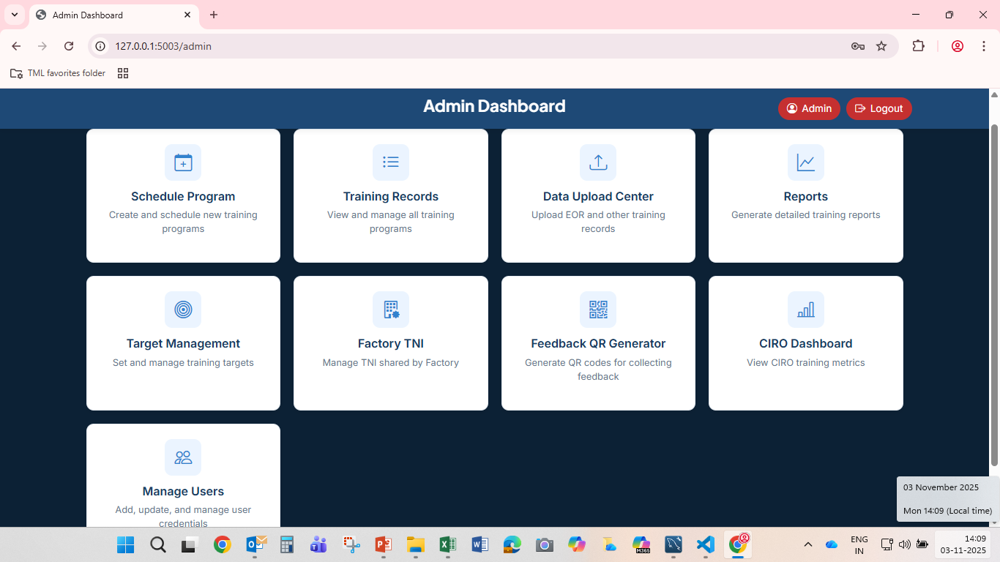 Admin Dashboard
127.0.0.1:5003/admin
TML favorites folder
Admin Dashboard
Admin
Logout
Schedule Program
Create and schedule new training
programs
Training Records
View and manage all training
programs
Data Upload Center
Upload EOR and other training
records
Reports
Generate detailed training reports
Target Management
Set and manage training targets
Factory TNI
Manage TNI shared by Factory
Feedback QR Generator
Generate QR codes for collecting
feedback
CIRO Dashboard
View CIRO training metrics
Manage Users
Add, update, and manage user
credentials
03 November 2025
Mon 14:09 (Local time)
M365
ENG
IN
14:09
03-11-2025